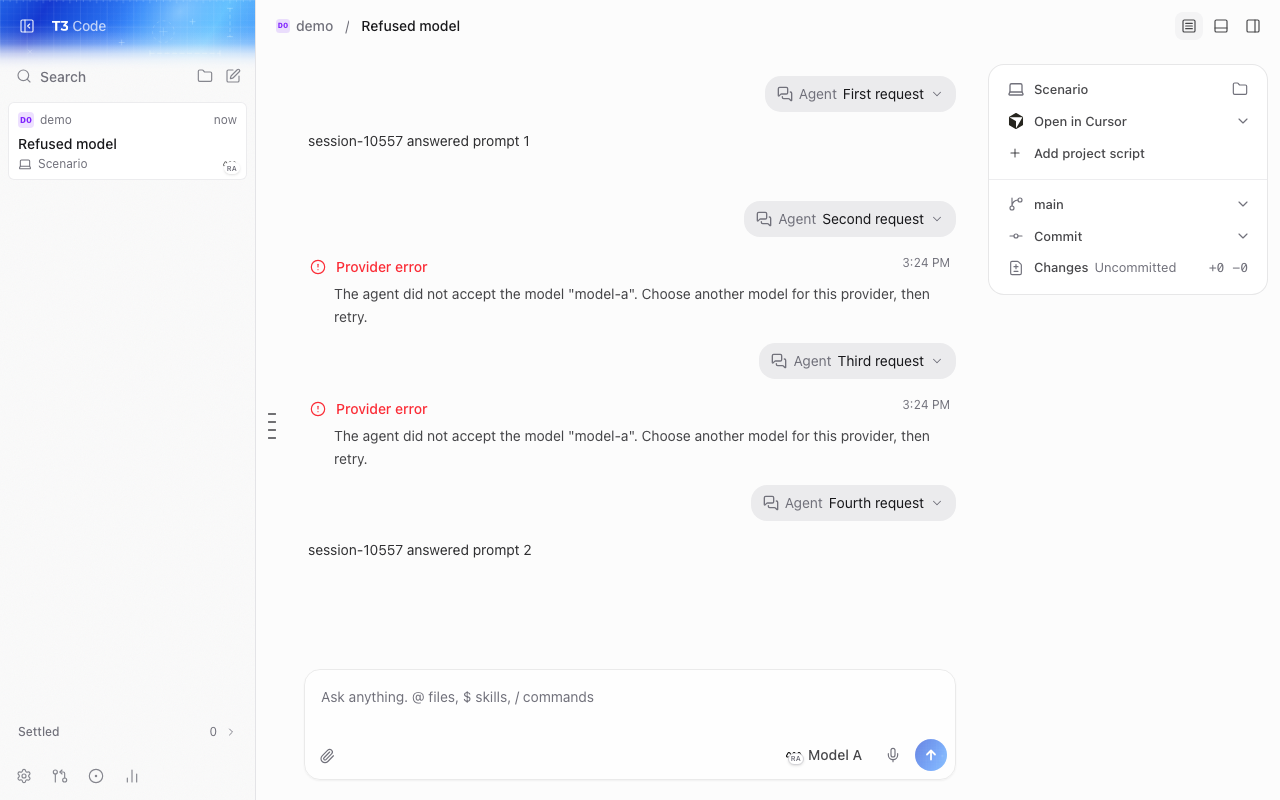 T3 Code
DO demo / Refused model
Search
DO demo now
Refused model
Scenario
RA
Agent First request
session-10557 answered prompt 1
Agent Second request
Provider error 3:24 PM
The agent did not accept the model "model-a". Choose another model for this provider, then
retry.
Agent Third request
Provider error 3:24 PM
The agent did not accept the model "model-a". Choose another model for this provider, then
retry.
Agent Fourth request
session-10557 answered prompt 2
Scenario
Open in Cursor
Add project script
main
Commit
Changes Uncommitted +0 −0
Ask anything. @ files, $ skills, / commands
RA Model A
Settled 0